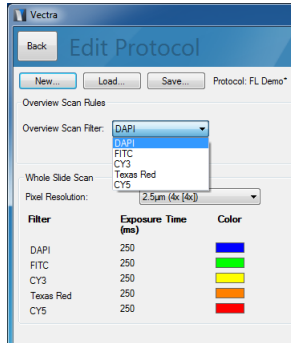 Vectra
Back Edit Protocol
New... Load... Save... Protocol: FL Demo*
Overview Scan Rules
Overview Scan Filter: DAPI
DAPI
FITC
CY3
Texas Red
CY5
Whole Slide Scan
Pixel Resolution: 2.5µm (4x [4x])
Filter Exposure Time (ms) Color
DAPI 250
FITC 250
CY3 250
Texas Red 250
CY5 250